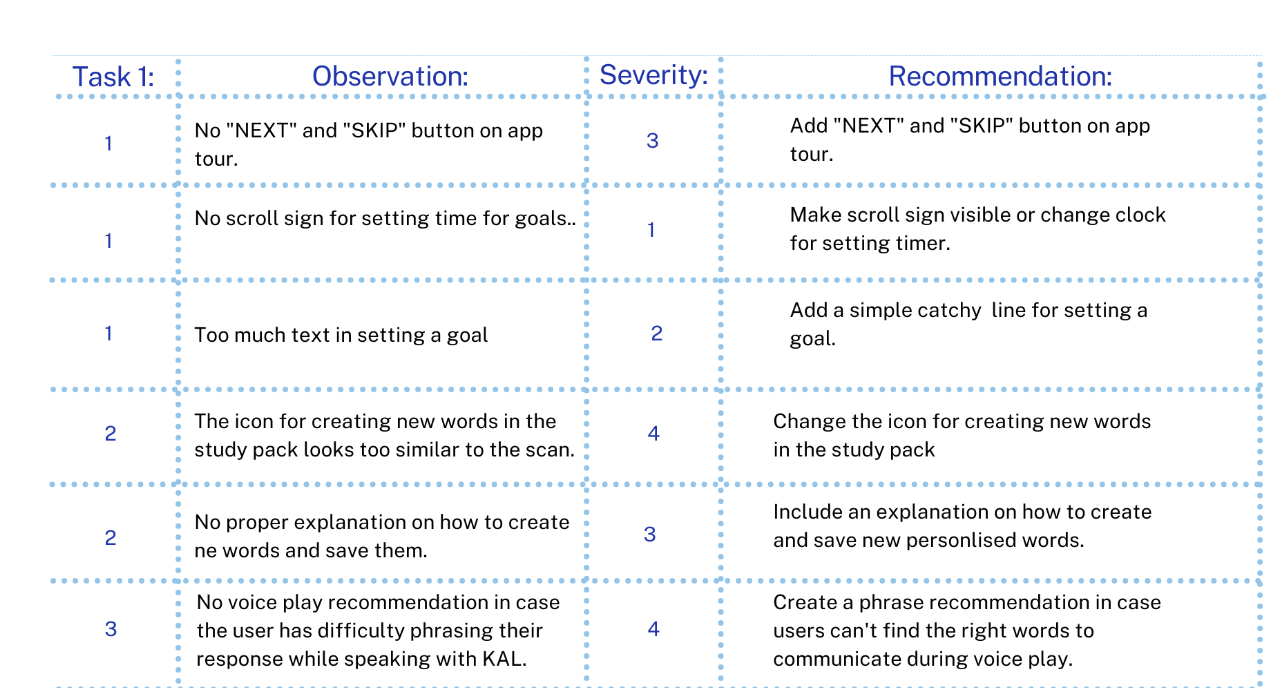 Task 1:
Observation:
Severity:
Recommendation:
1
No "NEXT" and "SKIP" button on app
tour.
3
Add "NEXT" and "SKIP" button on app
tour.
1
No scroll sign for setting time for goals..
1
Make scroll sign visible or change clock
for setting timer.
1
Too much text in setting a goal
2
Add a simple catchy  line for setting a
goal.
2
The icon for creating new words in the
study pack looks too similar to the scan.
4
Change the icon for creating new words
in the study pack
2
No proper explanation on how to create
ne words and save them.
3
Include an explanation on how to create
and save new personlised words.
3
No voice play recommendation in case
the user has difficulty phrasing their
response while speaking with KAL.
4
Create a phrase recommendation in case
users can't find the right words to
communicate during voice play.